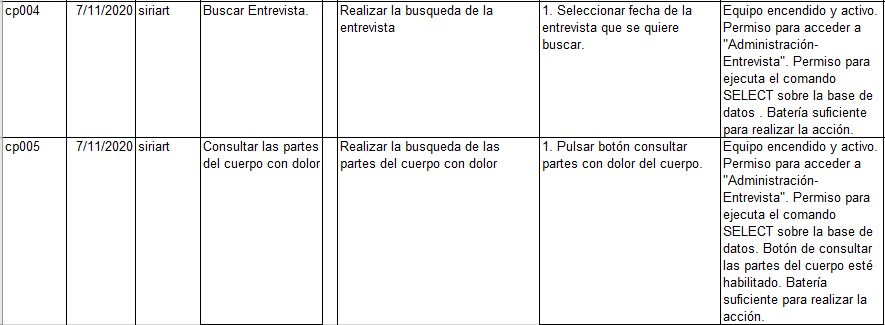 cp004
7/11/2020
siriart
Buscar Entrevista.
Realizar la busqueda de la
entrevista
1. Seleccionar fecha de la
entrevista que se quiere
buscar.
Equipo encendido y activo.
Permiso para acceder a
"Administración-
Entrevista". Permiso para
ejecuta el comando
SELECT sobre la base de
datos . Batería suficiente
para realizar la acción.
cp005
7/11/2020
siriart
Consultar las partes
del cuerpo con dolor
Realizar la busqueda de las
partes del cuerpo con dolor
1. Pulsar botón consultar
partes con dolor del cuerpo.
Equipo encendido y activo.
Permiso para acceder a
"Administración-
Entrevista". Permiso para
ejecuta el comando
SELECT sobre la base de
datos. Botón de consultar
las partes del cuerpo esté
habilitado. Batería
suficiente para realizar la
acción.